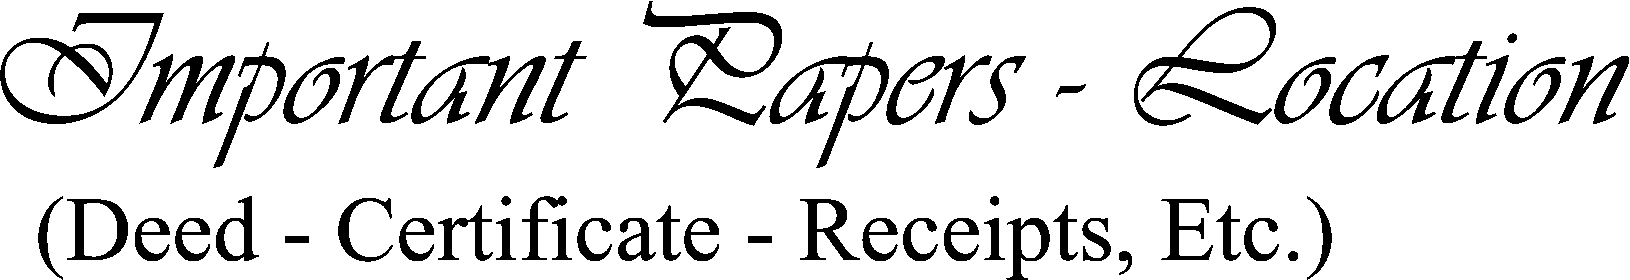 Important Papers - Location
(Deed - Certificate - Receipts, Etc.)